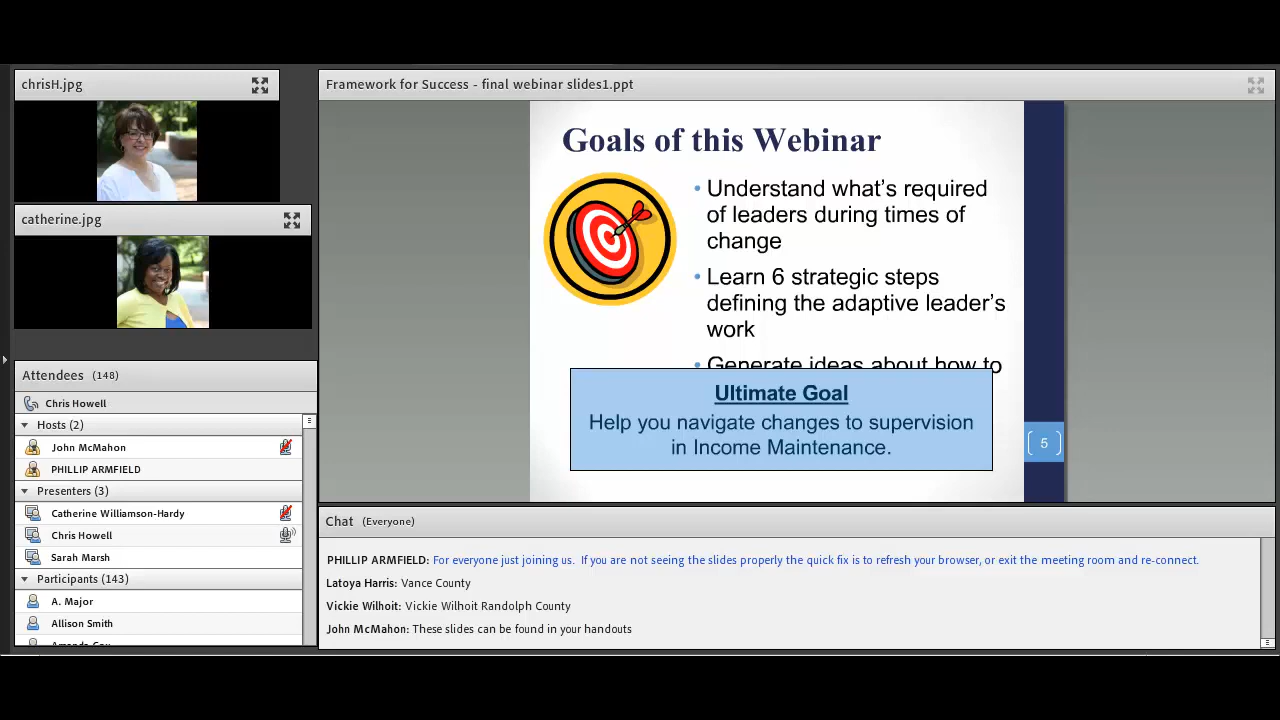 chrisH.jpg
catherine.jpg
Attendees (148)
Chris Howell
Hosts (2)
John McMahon
PHILLIP ARMFIELD
Presenters (3)
Catherine Williamson-Hardy
Chris Howell
Sarah Marsh
Participants (143)
A. Major
Allison Smith
Framework for Success - final webinar slides1.ppt
Goals of this Webinar
• Understand what's required
of leaders during times of
change
• Learn 6 strategic steps
defining the adaptive leader's
work
• Generate ideas about how to
Ultimate Goal
Help you navigate changes to supervision
in Income Maintenance.
5
Chat (Everyone)
PHILLIP ARMFIELD: For everyone just joining us. If you are not seeing the slides properly the quick fix is to refresh your browser, or exit the meeting room and re-connect.
Latoya Harris: Vance County
Vickie Wilhoit: Vickie Wilhoit Randolph County
John McMahon: These slides can be found in your handouts